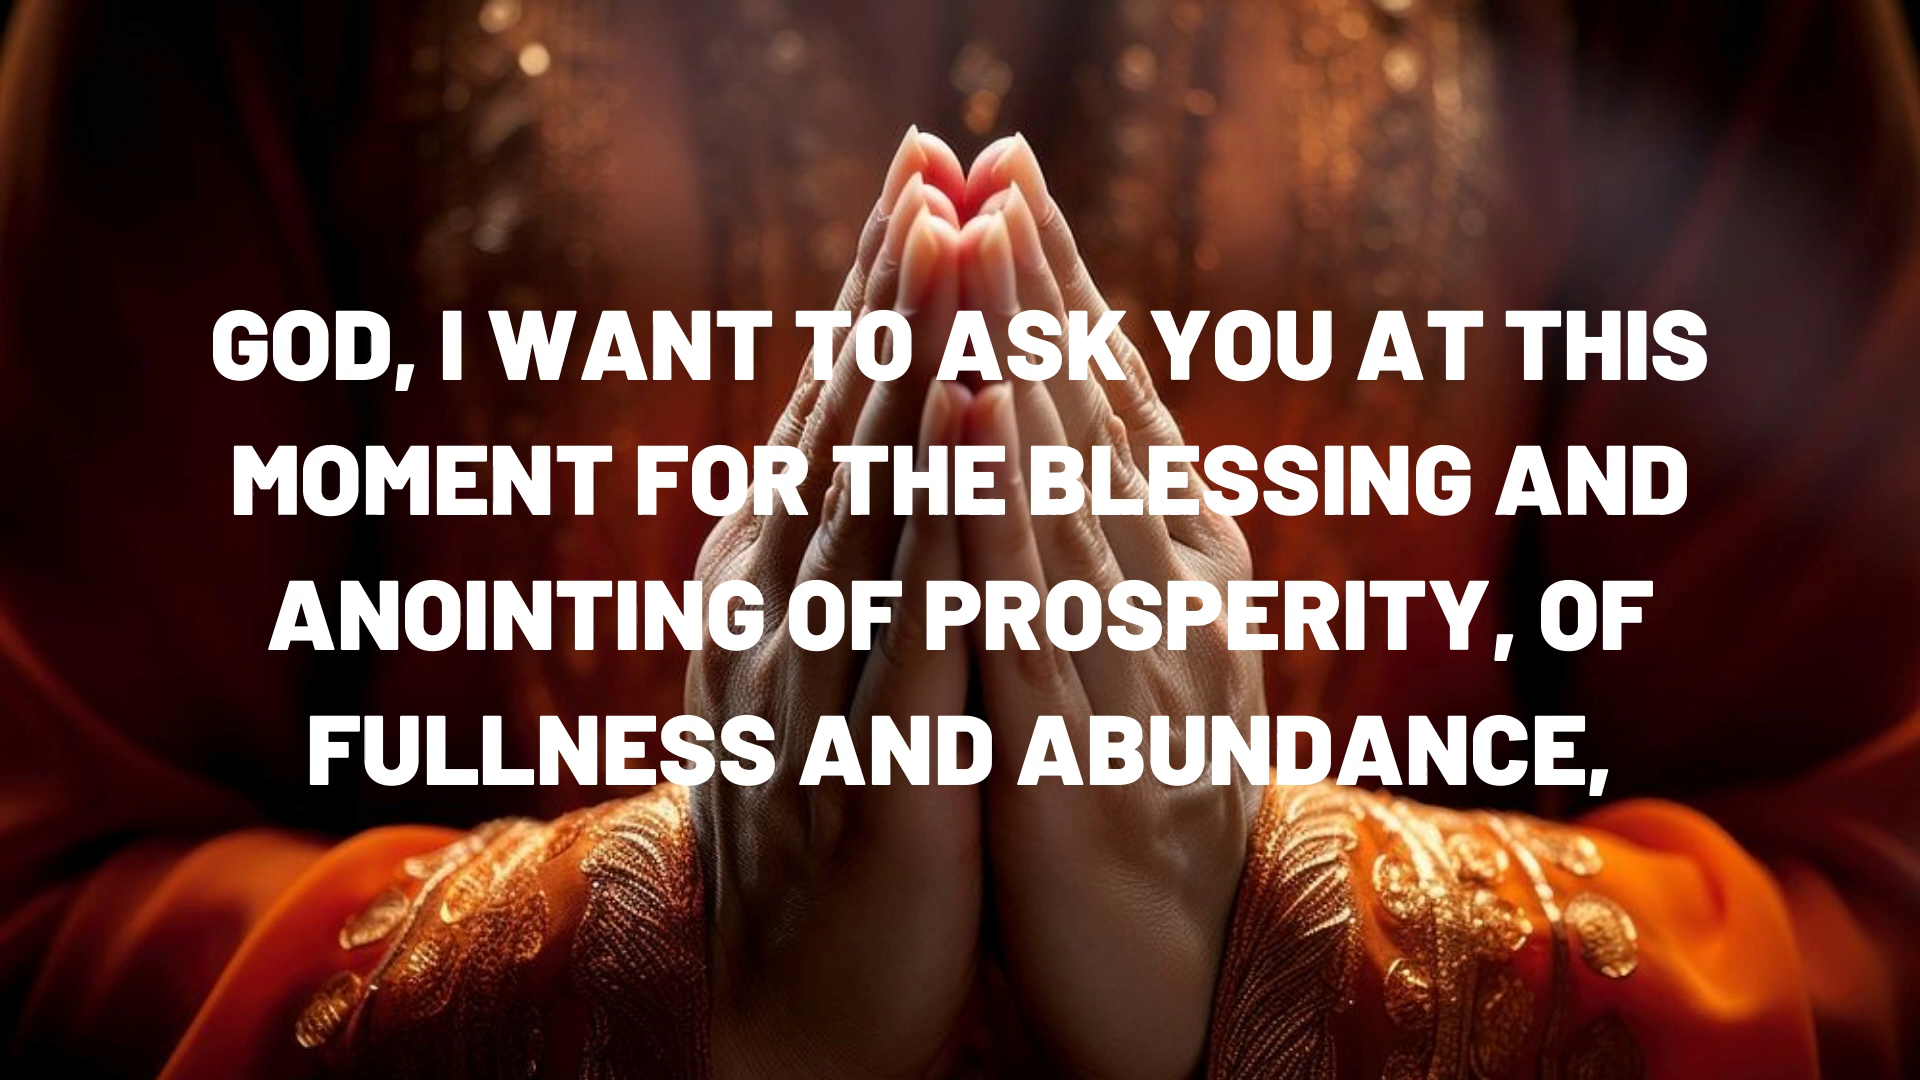 GOD, I WANT TO ASK YOU AT THIS
MOMENT FOR THE BLESSING AND
ANOINTING OF PROSPERITY, OF
FULLNESS AND ABUNDANCE,